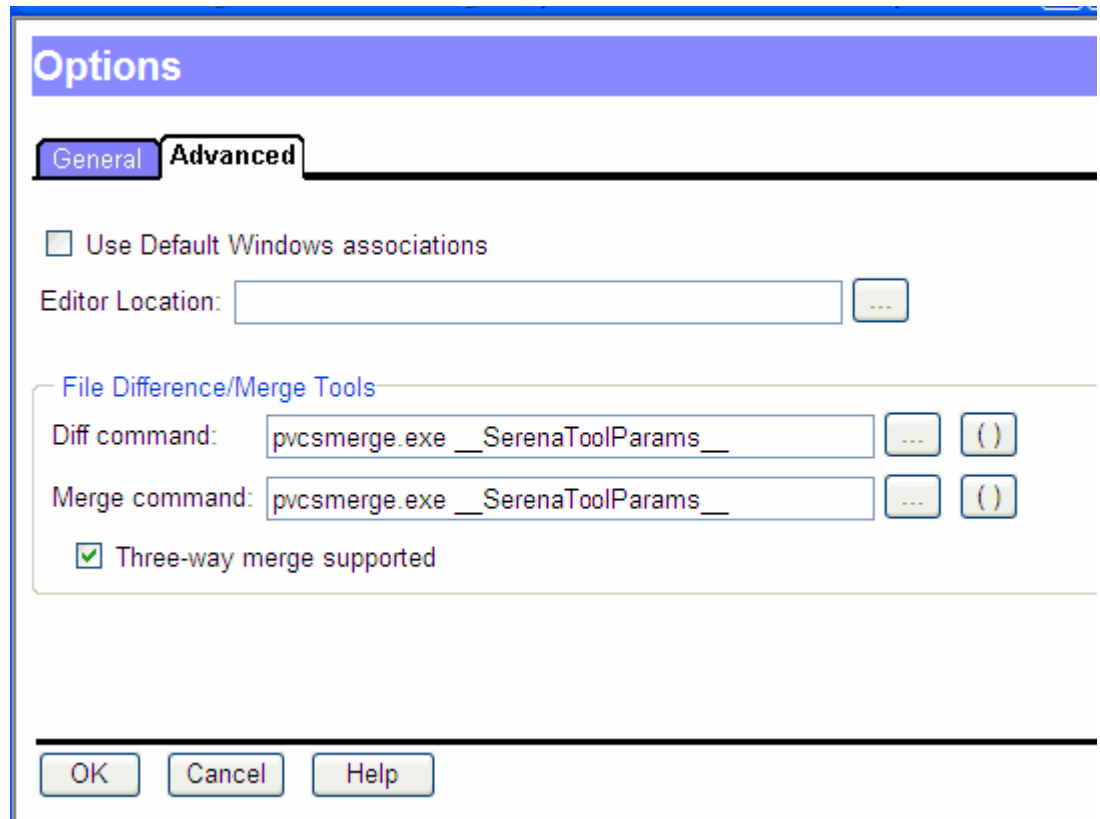 Options
General Advanced
Use Default Windows associations
Editor Location: ...
File Difference/Merge Tools
Diff command: pvcsmerge.exe __SerenaToolParams__ ... ( )
Merge command: pvcsmerge.exe __SerenaToolParams__ ... ( )
Three-way merge supported
OK Cancel Help